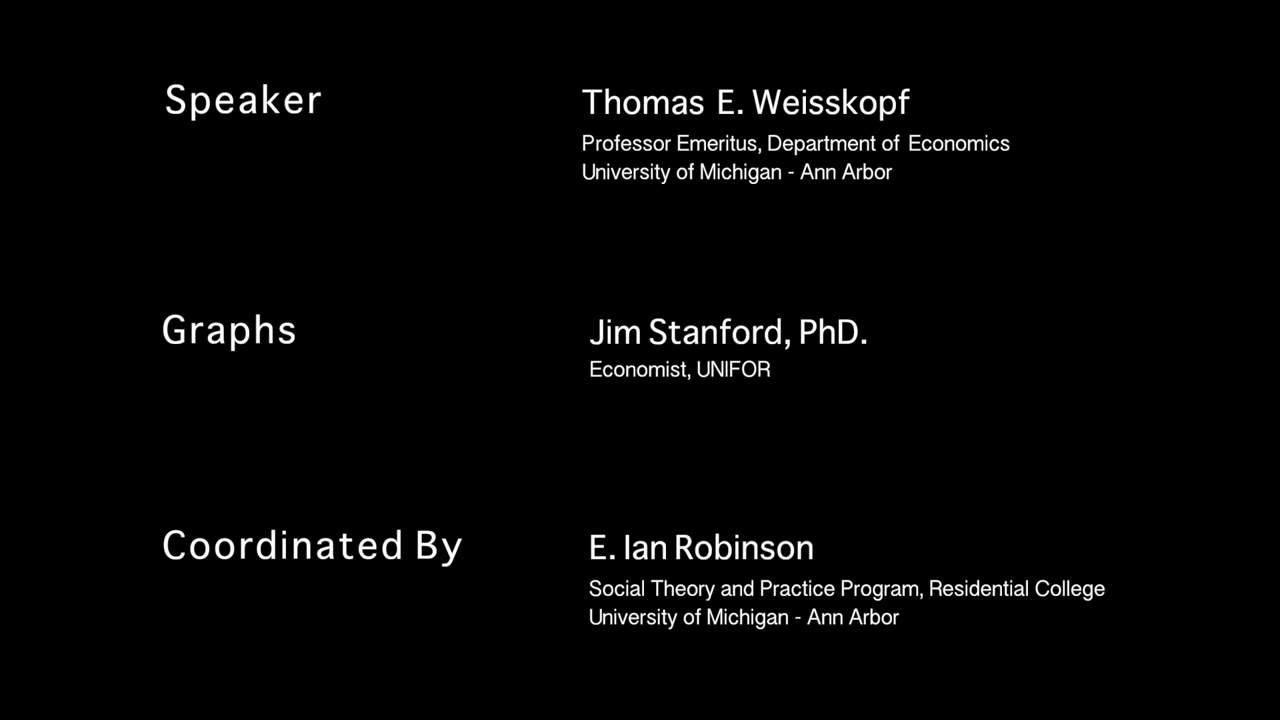 Speaker
Thomas E. Weisskopf
Professor Emeritus, Department of Economics
University of Michigan - Ann Arbor
Graphs
Jim Stanford, PhD.
Economist, UNIFOR
Coordinated By
E. Ian Robinson
Social Theory and Practice Program, Residential College
University of Michigan - Ann Arbor